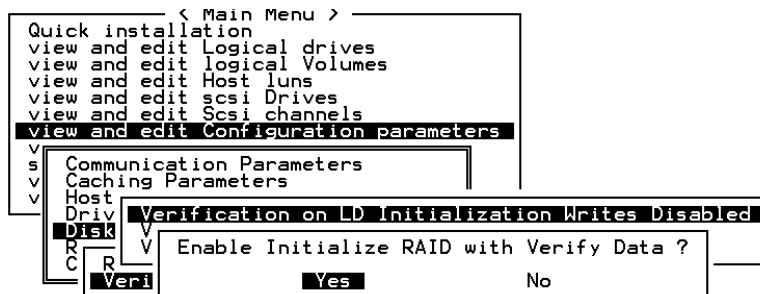 < Main Menu >
Quick installation
view and edit Logical drives
view and edit logical Volumes
view and edit Host luns
view and edit scsi Drives
view and edit Scsi channels
view and edit Configuration parameters
v
s Communication Parameters
v Caching Parameters
v Host
Driv Verification on LD Initialization Writes Disabled
Disk V
R V Enable Initialize RAID with Verify Data ?
C R
Veri Yes No